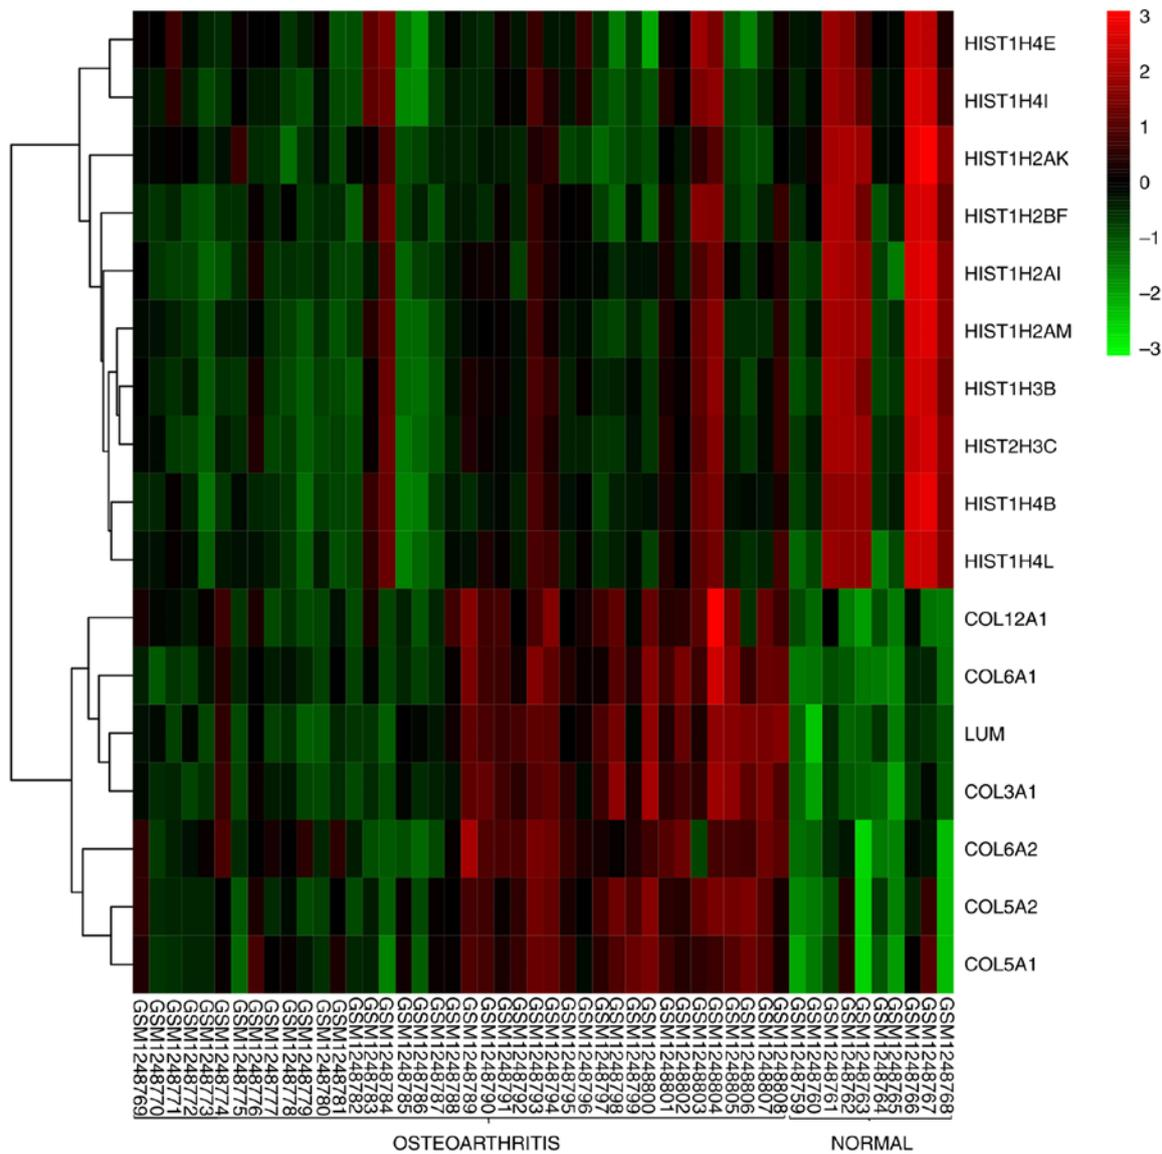 HIST1H4E
HIST1H4I
HIST1H2AK
HIST1H2BF
HIST1H2AI
HIST1H2AM
HIST1H3B
HIST2H3C
HIST1H4B
HIST1H4L
COL12A1
COL6A1
LUM
COL3A1
COL6A2
COL5A2
COL5A1
3
2
1
0
−1
−2
−3
GSM1248769
GSM1248770
GSM1248771
GSM1248772
GSM1248773
GSM1248774
GSM1248775
GSM1248776
GSM1248777
GSM1248778
GSM1248779
GSM1248780
GSM1248781
GSM1248782
GSM1248783
GSM1248784
GSM1248785
GSM1248786
GSM1248787
GSM1248788
GSM1248789
GSM1248790
GSM1248791
GSM1248792
GSM1248793
GSM1248794
GSM1248795
GSM1248796
GSM1248797
GSM1248798
GSM1248799
GSM1248800
GSM1248801
GSM1248802
GSM1248803
GSM1248804
GSM1248805
GSM1248806
GSM1248807
GSM1248808
GSM1248759
GSM1248760
GSM1248761
GSM1248762
GSM1248763
GSM1248764
GSM1248765
GSM1248766
GSM1248767
GSM1248768
OSTEOARTHRITIS
NORMAL